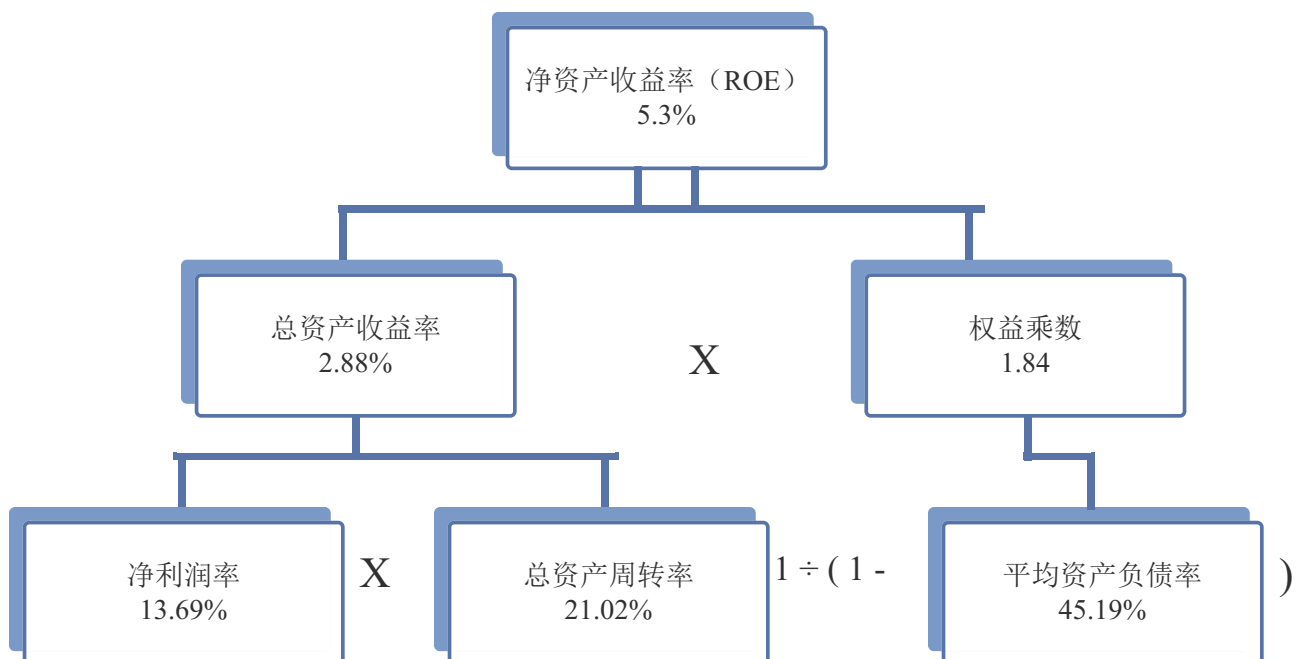 净资产收益率（ROE）
5.3%
总资产收益率
2.88%
X
权益乘数
1.84
净利润率
13.69%
X
总资产周转率
21.02%
1 ÷ ( 1 -
平均资产负债率
45.19%
)